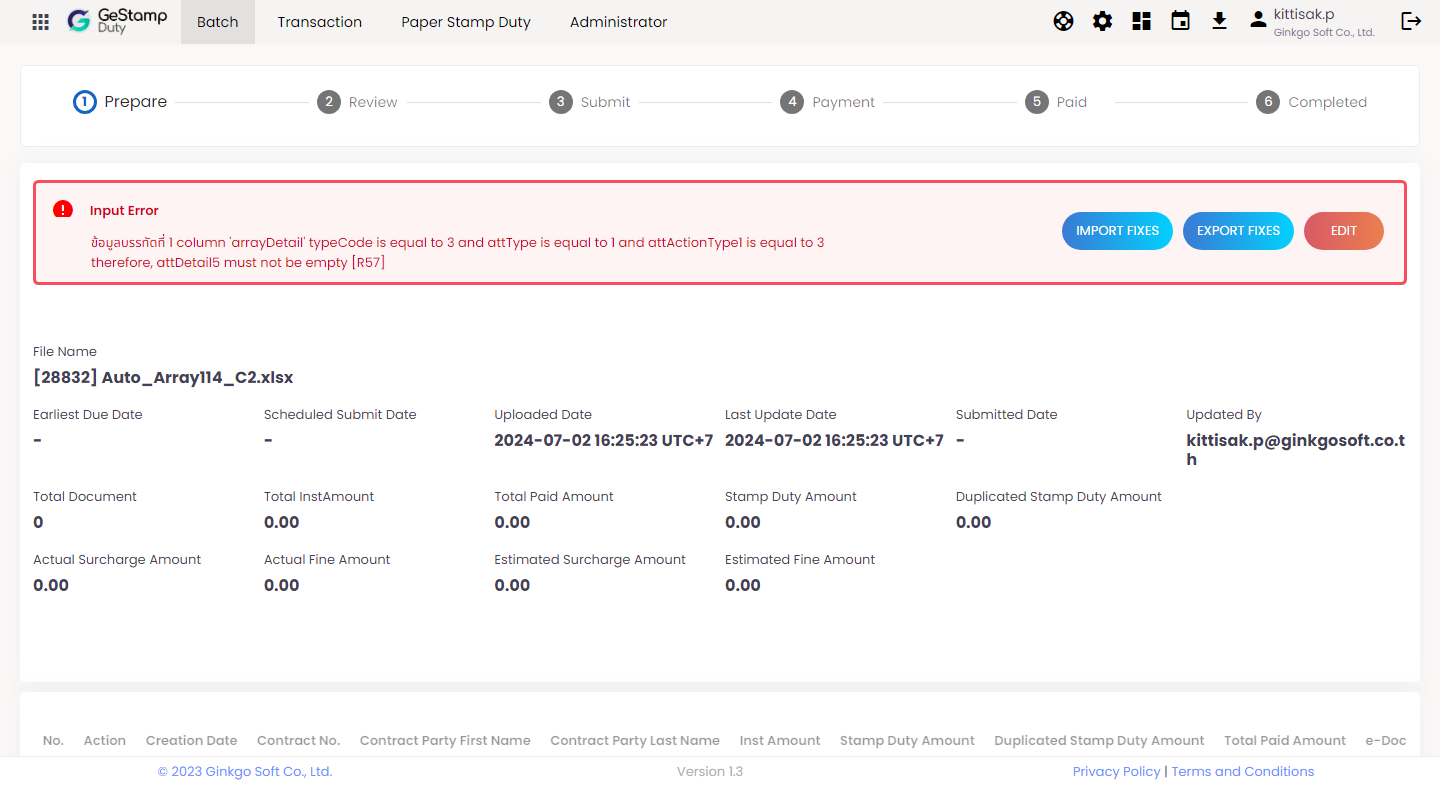 GeStamp
Duty
Batch
Transaction
Paper Stamp Duty
Administrator
kittisak.p
Ginkgo Soft Co., Ltd.
1 Prepare
2 Review
3 Submit
4 Payment
5 Paid
6 Completed
Input Error
ข้อมูลบรรทัดที่ 1 column 'arrayDetail' typeCode is equal to 3 and attType is equal to 1 and attActionType1 is equal to 3
therefore, attDetail5 must not be empty [R57]
IMPORT FIXES
EXPORT FIXES
EDIT
File Name
[28832] Auto_Array114_C2.xlsx
Earliest Due Date
-
Scheduled Submit Date
-
Uploaded Date
2024-07-02 16:25:23 UTC+7
Last Update Date
2024-07-02 16:25:23 UTC+7
Submitted Date
-
Updated By
kittisak.p@ginkgosoft.co.t
h
Total Document
0
Total InstAmount
0.00
Total Paid Amount
0.00
Stamp Duty Amount
0.00
Duplicated Stamp Duty Amount
0.00
Actual Surcharge Amount
0.00
Actual Fine Amount
0.00
Estimated Surcharge Amount
0.00
Estimated Fine Amount
0.00
No. Action Creation Date Contract No. Contract Party First Name Contract Party Last Name Inst Amount Stamp Duty Amount Duplicated Stamp Duty Amount Total Paid Amount e-Doc
© 2023 Ginkgo Soft Co., Ltd.
Version 1.3
Privacy Policy | Terms and Conditions